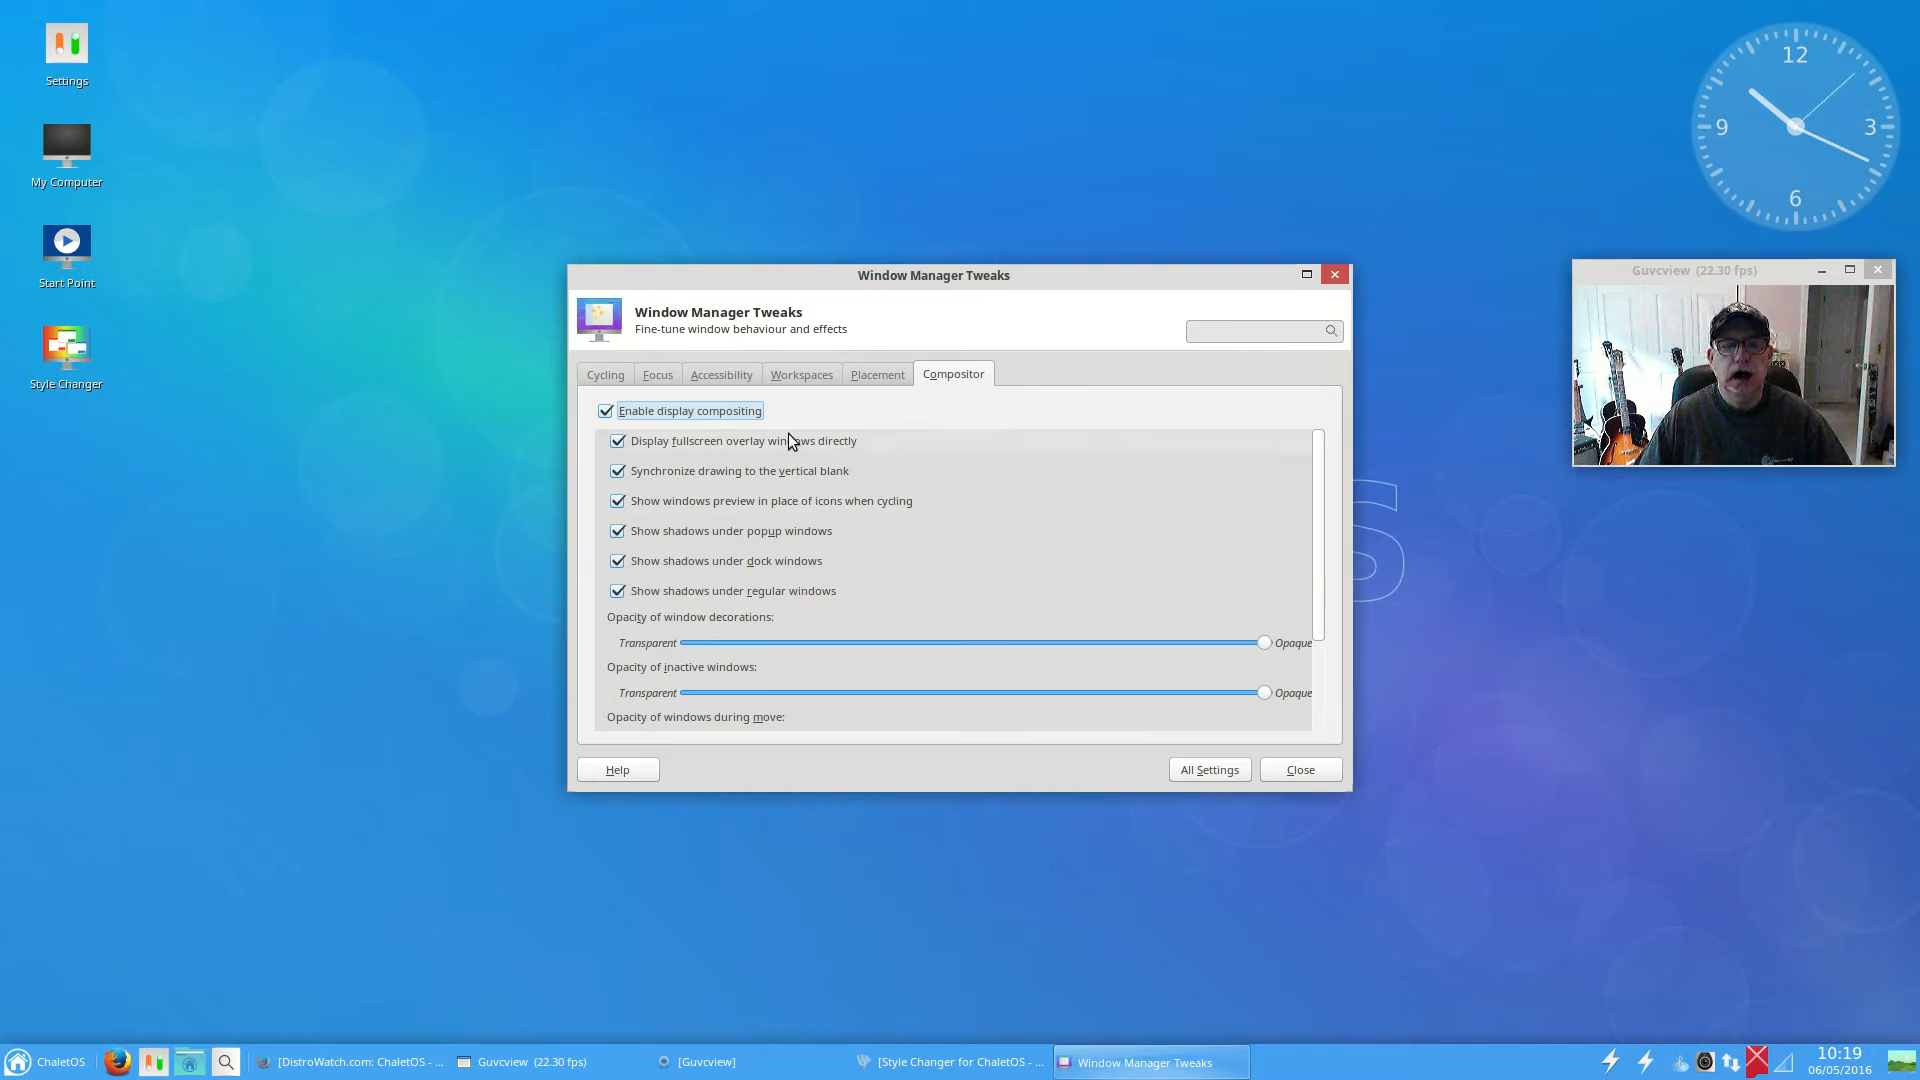 Settings
My Computer
Start Point
Style Changer
12
9
3
6
Guvcview (22.30 fps)
Window Manager Tweaks
Window Manager Tweaks
Fine-tune window behaviour and effects
Cycling
Focus
Accessibility
Workspaces
Placement
Compositor
Enable display compositing
Display fullscreen overlay windows directly
Synchronize drawing to the vertical blank
Show windows preview in place of icons when cycling
Show shadows under popup windows
Show shadows under dock windows
Show shadows under regular windows
Opacity of window decorations:
Transparent
Opaque
Opacity of inactive windows:
Transparent
Opaque
Opacity of windows during move:
Help
All Settings
Close
S
ChaletOS
[DistroWatch.com: ChaletOS - ...
Guvcview (22.30 fps)
[Guvcview]
[Style Changer for ChaletOS - ...
Window Manager Tweaks
10:19
06/05/2016